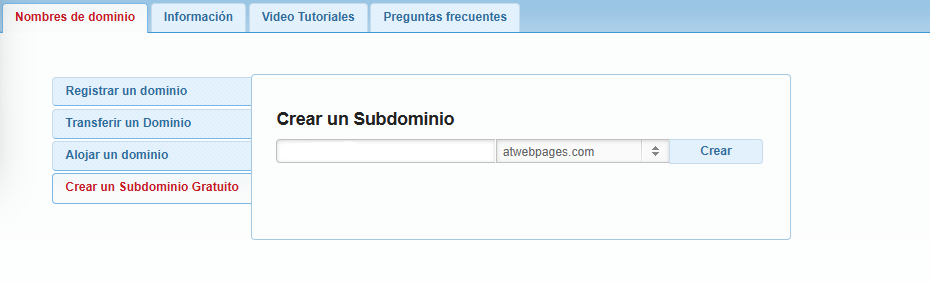 Nombres de dominio
Información
Video Tutoriales
Preguntas frecuentes
Registrar un dominio
Transferir un Dominio
Alojar un dominio
Crear un Subdominio Gratuito
Crear un Subdominio
atwebpages.com
Crear